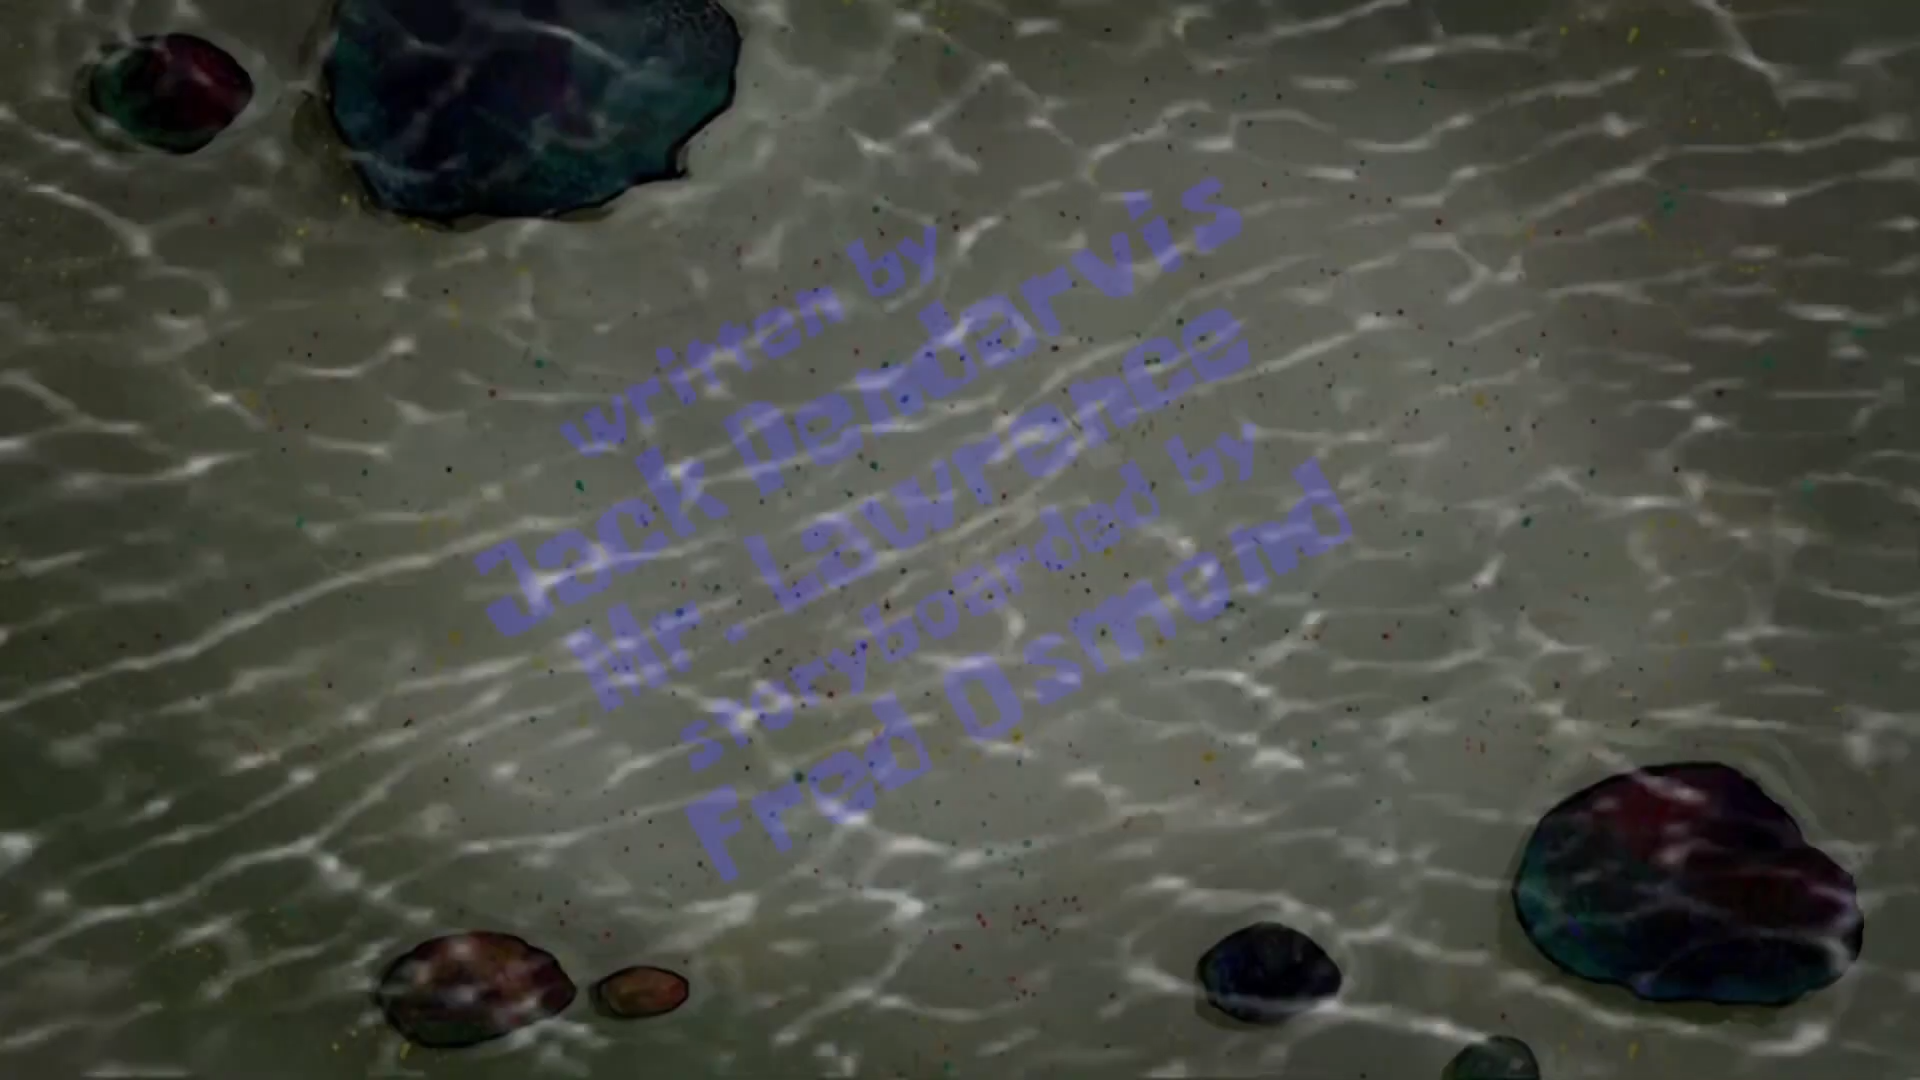 written by
Jack Pendarvis
Mr. Lawrence
storyboarded by
Fred Osmond